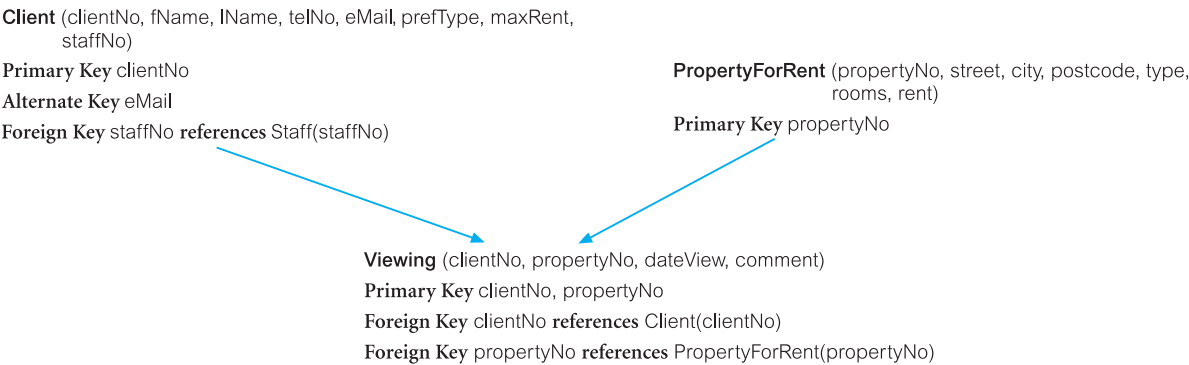 Client (clientNo, fName, lName, telNo, eMail, prefType, maxRent,
staffNo)
Primary Key clientNo
Alternate Key eMail
Foreign Key staffNo references Staff(staffNo)
PropertyForRent (propertyNo, street, city, postcode, type,
rooms, rent)
Primary Key propertyNo
Viewing (clientNo, propertyNo, dateView, comment)
Primary Key clientNo, propertyNo
Foreign Key clientNo references Client(clientNo)
Foreign Key propertyNo references PropertyForRent(propertyNo)